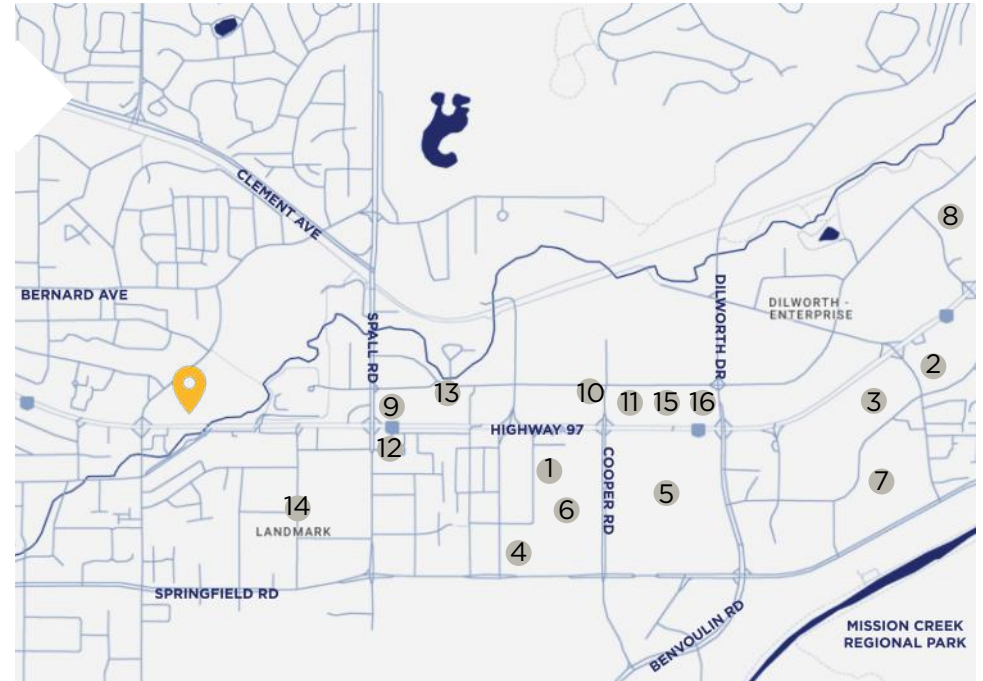 CLEMENT AVE
8
BERNARD AVE
DILWORTH DR
DILWORTH -
ENTERPRISE
SPALL RD
2
13
10
9
11
15
16
3
HIGHWAY 97
12
1
COOPER RD
7
5
14
6
LANDMARK
4
SPRINGFIELD RD
BENVOULIN RD
MISSION CREEK
REGIONAL PARK